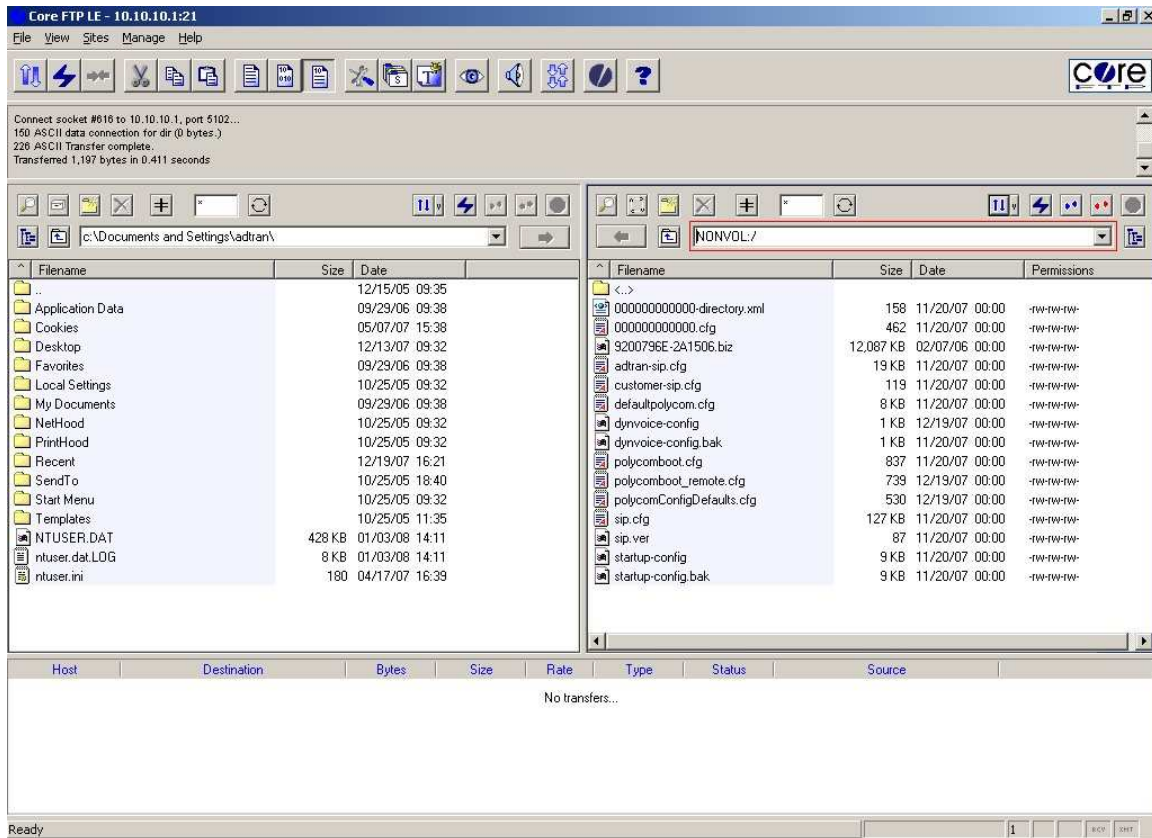 Core FTP LE - 10.10.10.1:21
File View Sites Manage Help
core
Connect socket #616 to 10.10.10.1, port 5102...
150 ASCII data connection for dir (0 bytes.)
226 ASCII Transfer complete.
Transferred 1,197 bytes in 0.411 seconds
c:\Documents and Settings\adtran\
^ Filename Size Date
.. 12/15/05 09:35
Application Data 09/29/06 09:38
Cookies 05/07/07 15:38
Desktop 12/13/07 09:32
Favorites 09/29/06 09:38
Local Settings 10/25/05 09:32
My Documents 09/29/06 09:38
NetHood 10/25/05 09:32
PrintHood 10/25/05 09:32
Recent 12/19/07 16:21
SendTo 10/25/05 18:40
Start Menu 10/25/05 09:32
Templates 10/25/05 11:35
NTUSER.DAT 428 KB 01/03/08 14:11
ntuser.dat.LOG 8 KB 01/03/08 14:11
ntuser.ini 180 04/17/07 16:39
NONVOL:/
^ Filename Size Date Permissions
<..>
000000000000-directory.xml 158 11/20/07 00:00 -rw-rw-rw-
000000000000.cfg 462 11/20/07 00:00 -rw-rw-rw-
9200796E-2A1506.biz 12,087 KB 02/07/06 00:00 -rw-rw-rw-
adtran-sip.cfg 19 KB 11/20/07 00:00 -rw-rw-rw-
customer-sip.cfg 119 11/20/07 00:00 -rw-rw-rw-
defaultpolycom.cfg 8 KB 11/20/07 00:00 -rw-rw-rw-
dynvoice-config 1 KB 12/19/07 00:00 -rw-rw-rw-
dynvoice-config.bak 1 KB 11/20/07 00:00 -rw-rw-rw-
polycomboot.cfg 837 11/20/07 00:00 -rw-rw-rw-
polycomboot_remote.cfg 739 12/19/07 00:00 -rw-rw-rw-
polycomConfigDefaults.cfg 530 12/19/07 00:00 -rw-rw-rw-
sip.cfg 127 KB 11/20/07 00:00 -rw-rw-rw-
sip.ver 87 11/20/07 00:00 -rw-rw-rw-
startup-config 9 KB 11/20/07 00:00 -rw-rw-rw-
startup-config.bak 9 KB 11/20/07 00:00 -rw-rw-rw-
Host Destination Bytes Size Rate Type Status Source
No transfers...
Ready 1 RCV XMT